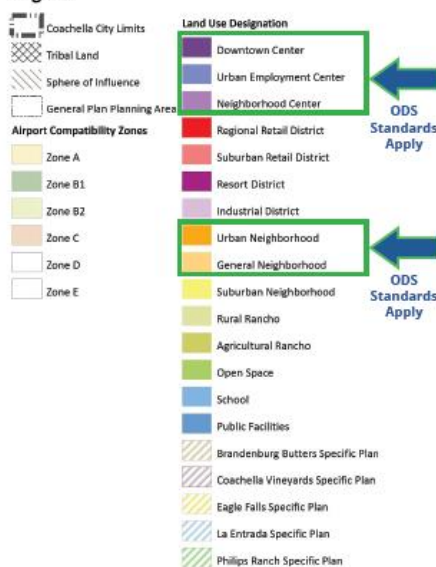 Coachella City Limits
Tribal Land
Sphere of Influence
General Plan Planning Area
Airport Compatibility Zones
Zone A
Zone B1
Zone B2
Zone C
Zone D
Zone E
Land Use Designation
Downtown Center
Urban Employment Center
Neighborhood Center
Regional Retail District
Suburban Retail District
Resort District
Industrial District
Urban Neighborhood
General Neighborhood
Suburban Neighborhood
Rural Rancho
Agricultural Rancho
Open Space
School
Public Facilities
Brandenburg Butters Specific Plan
Coachella Vineyards Specific Plan
Eagle Falls Specific Plan
La Entrada Specific Plan
Philips Ranch Specific Plan
ODS
Standards
Apply
ODS
Standards
Apply